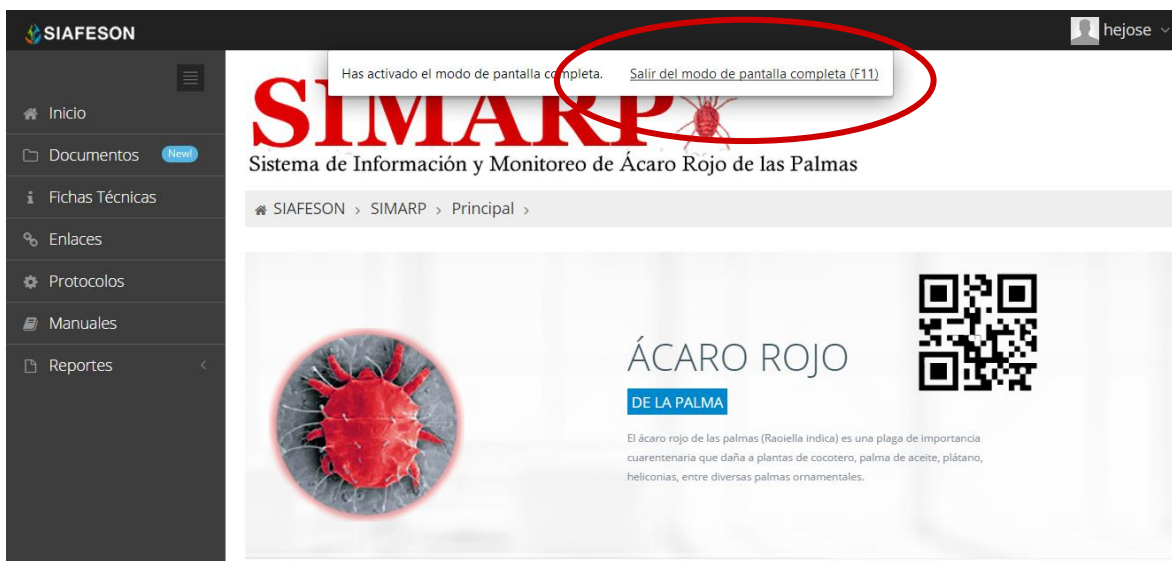 SIAFESON
hejose
Has activado el modo de pantalla completa. Salir del modo de pantalla completa (F11)
SIMARP
Sistema de Información y Monitoreo de Ácaro Rojo de las Palmas
Inicio
Documentos New!
Fichas Técnicas
Enlaces
Protocolos
Manuales
Reportes
SIAFESON > SIMARP > Principal >
ÁCARO ROJO
DE LA PALMA
El ácaro rojo de las palmas (Raoiella indica) es una plaga de importancia
cuarentenaria que daña a plantas de cocotero, palma de aceite, plátano,
heliconias, entre diversas palmas ornamentales.